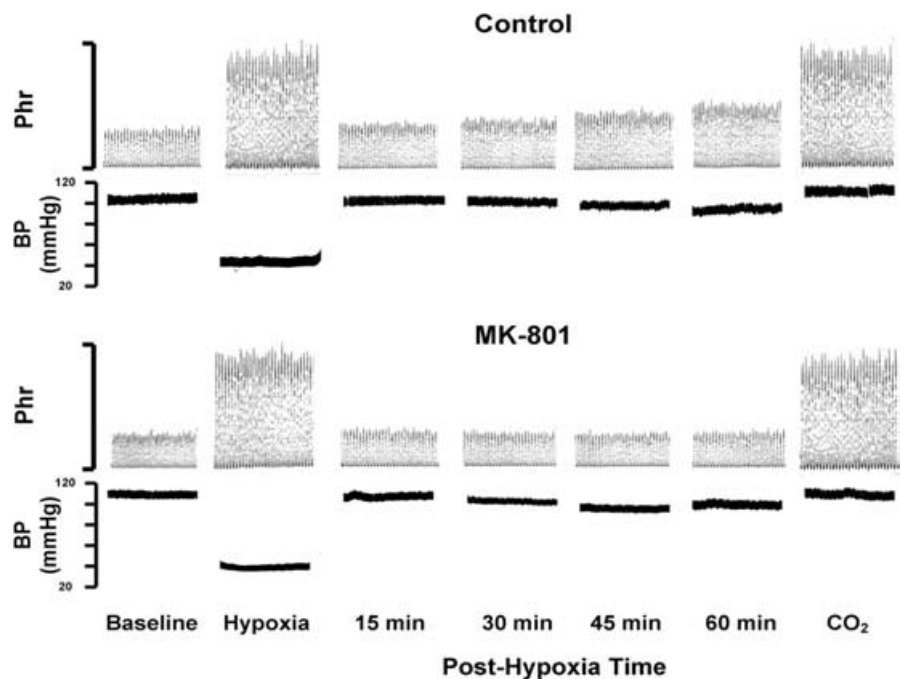 Control
Phr
120
BP
(mmHg)
20
MK-801
Phr
120
BP
(mmHg)
20
Baseline Hypoxia 15 min 30 min 45 min 60 min CO₂
Post-Hypoxia Time